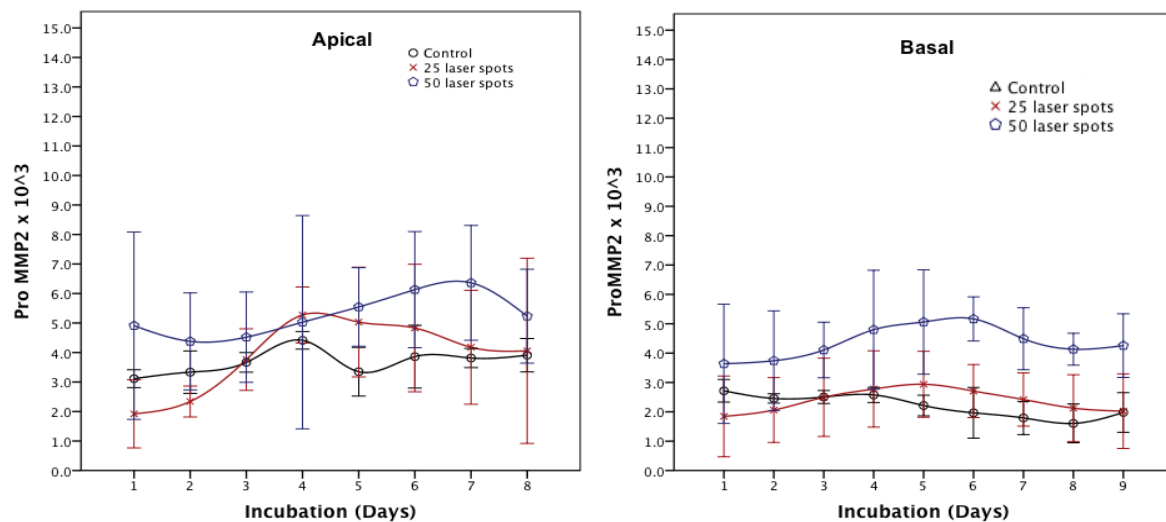 Apical
Control
25 laser spots
50 laser spots
Pro MMP2 x 10^3
15.0
14.0
13.0
12.0
11.0
10.0
9.0
8.0
7.0
6.0
5.0
4.0
3.0
2.0
1.0
0.0
1 2 3 4 5 6 7 8
Incubation (Days)
Basal
Control
25 laser spots
50 laser spots
ProMMP2 x 10^3
15.0
14.0
13.0
12.0
11.0
10.0
9.0
8.0
7.0
6.0
5.0
4.0
3.0
2.0
1.0
0.0
1 2 3 4 5 6 7 8 9
Incubation (Days)